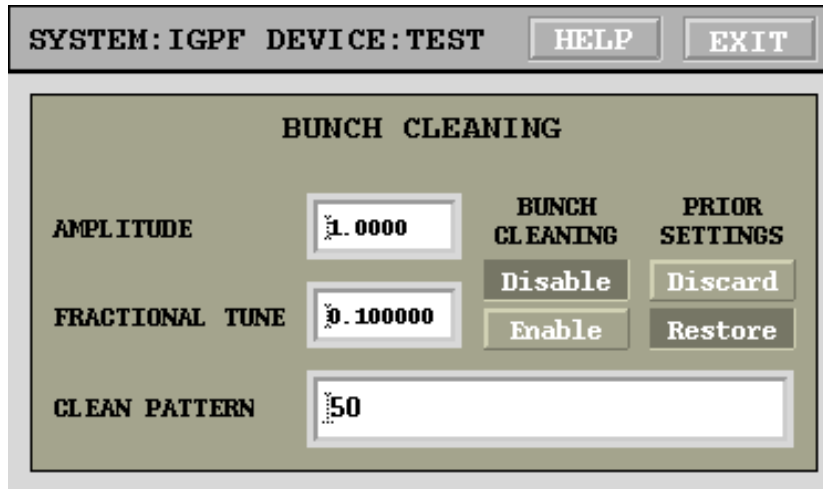 SYSTEM:IGPF DEVICE:TEST HELP EXIT
BUNCH CLEANING
AMPLITUDE 1.0000
BUNCH CLEANING
PRIOR SETTINGS
Disable Discard
FRACTIONAL TUNE 0.100000
Enable Restore
CLEAN PATTERN 50